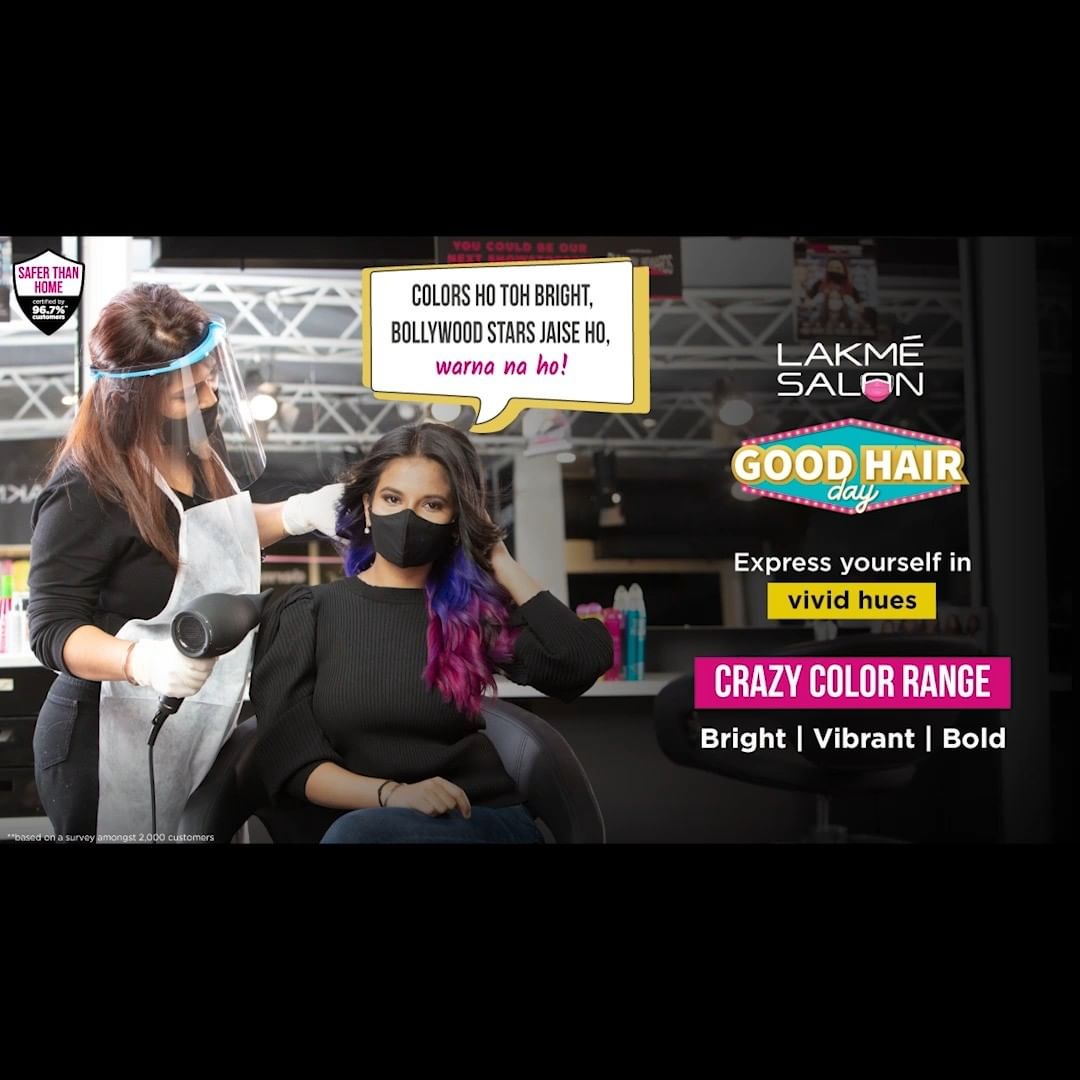 SAFER THAN
HOME
certified by
96.7%**
customers
YOU COULD BE OUR
NEXT SHOWSTOPPER
COLORS HO TOH BRIGHT,
BOLLYWOOD STARS JAISE HO,
warna na ho!
LAKMÉ
SALON
GOOD HAIR
day
Express yourself in
vivid hues
CRAZY COLOR RANGE
Bright | Vibrant | Bold
**based on a survey amongst 2,000 customers